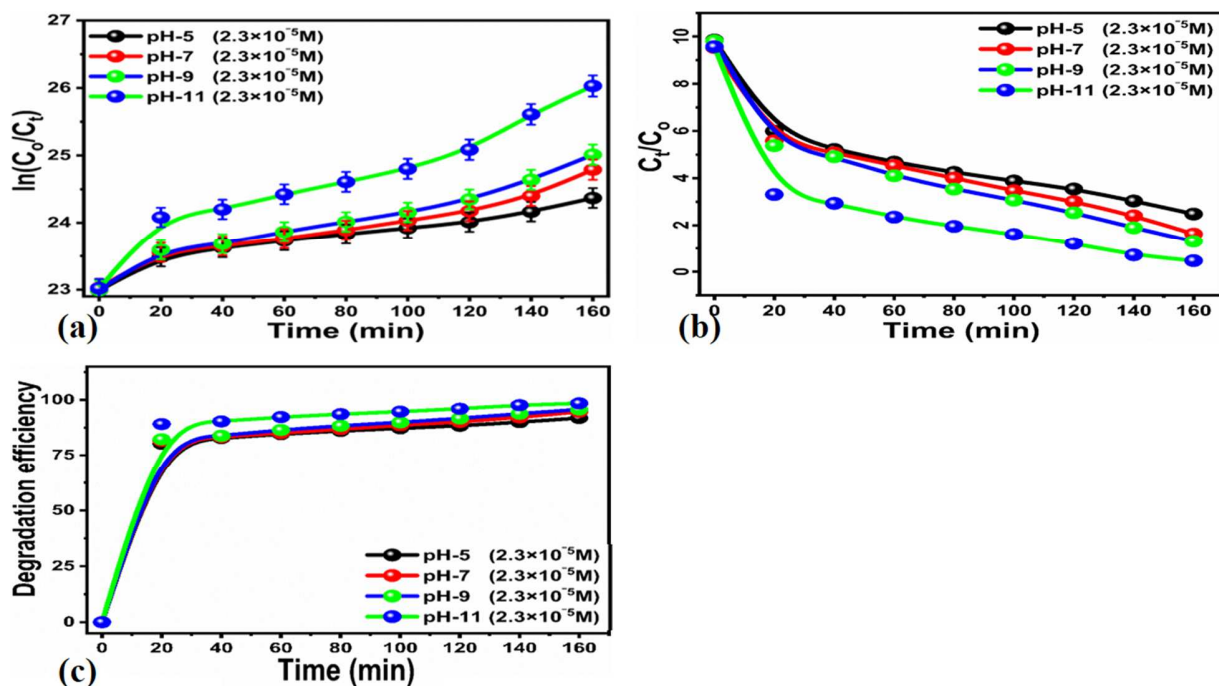 27
26
25
24
23
ln(Cₒ/Cₜ)
pH-5 (2.3×10⁻⁵M)
pH-7 (2.3×10⁻⁵M)
pH-9 (2.3×10⁻⁵M)
pH-11 (2.3×10⁻⁵M)
0 20 40 60 80 100 120 140 160
Time (min)
(a)
10
8
6
4
2
0
Cₜ/Cₒ
pH-5 (2.3×10⁻⁵M)
pH-7 (2.3×10⁻⁵M)
pH-9 (2.3×10⁻⁵M)
pH-11 (2.3×10⁻⁵M)
0 20 40 60 80 100 120 140 160
Time (min)
(b)
100
75
50
25
0
Degradation efficiency
pH-5 (2.3×10⁻⁵M)
pH-7 (2.3×10⁻⁵M)
pH-9 (2.3×10⁻⁵M)
pH-11 (2.3×10⁻⁵M)
0 20 40 60 80 100 120 140 160
Time (min)
(c)